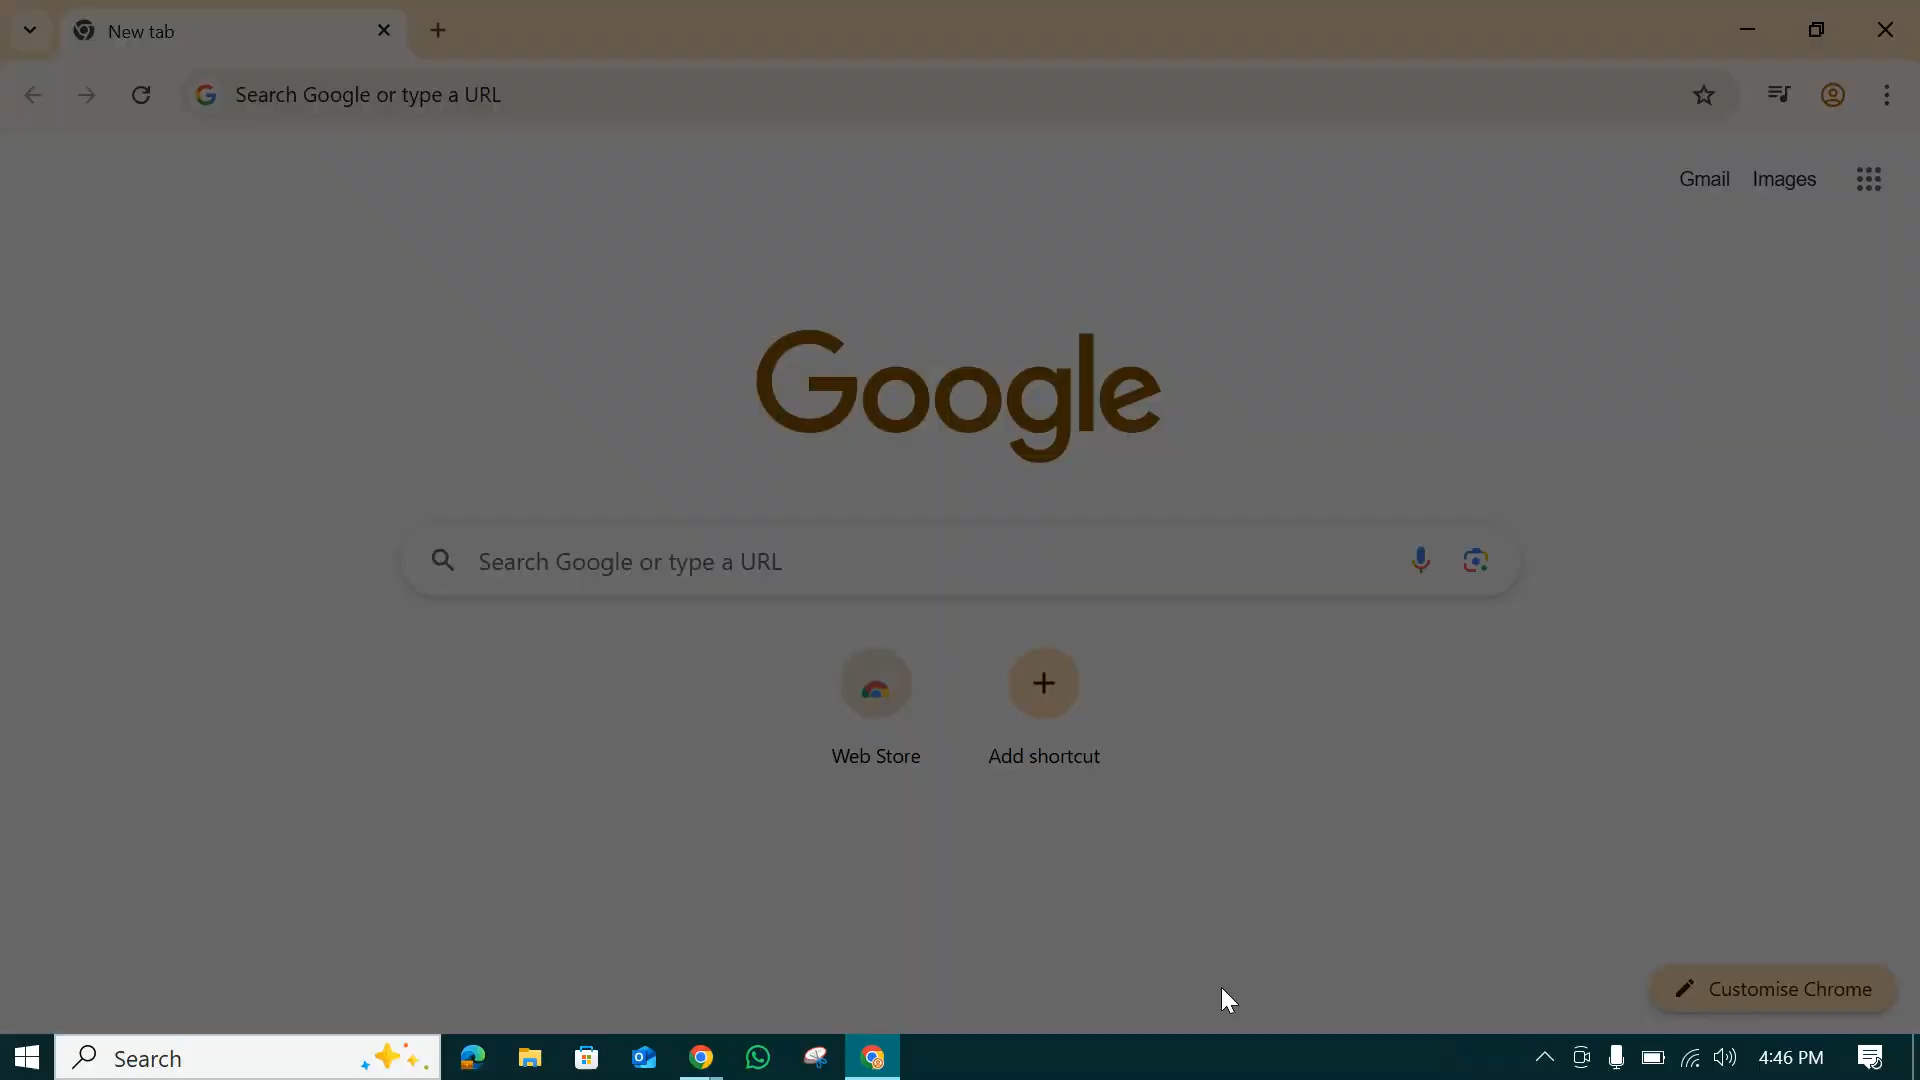 New tab
Search Google or type a URL
Gmail Images
Google
Search Google or type a URL
Web Store Add shortcut
Customise Chrome
Search 4:46 PM